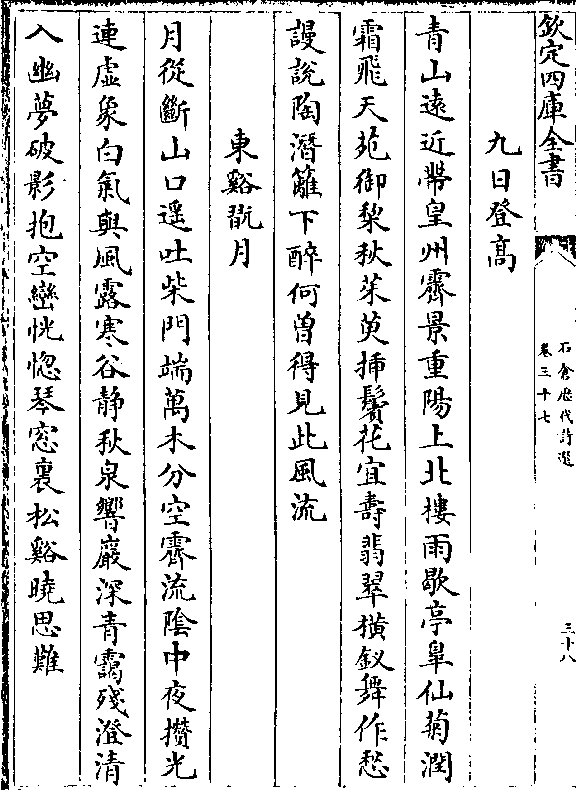 欽定四庫全書
石倉歷代詩選
卷三十七
三十八
九日登高
青山遠近帶皇州霽景重陽上北樓雨歇亭臯仙菊潤
霜飛天苑御梨秋茱萸揷鬢花宜壽翡翠橫釵舞作愁
謾說陶潛籬下醉何曾得見此風流
東谿翫月
月從斷山口遥吐柴門端萬木分空霽流陰中夜攢光
連虛象白氣與風露寒谷静秋泉響巖深青靄殘澄清
入幽夢破影抱空巒恍惚琴窓裏松谿曉思難